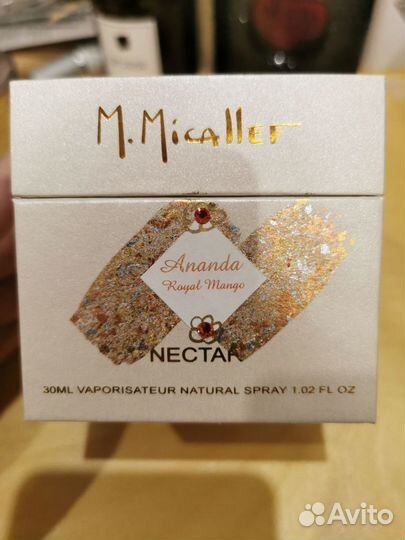 M.Micallef
Ananda
Royal Mango
NECTAR
30ML VAPORISATEUR NATURAL SPRAY 1.02 FL OZ
Avito